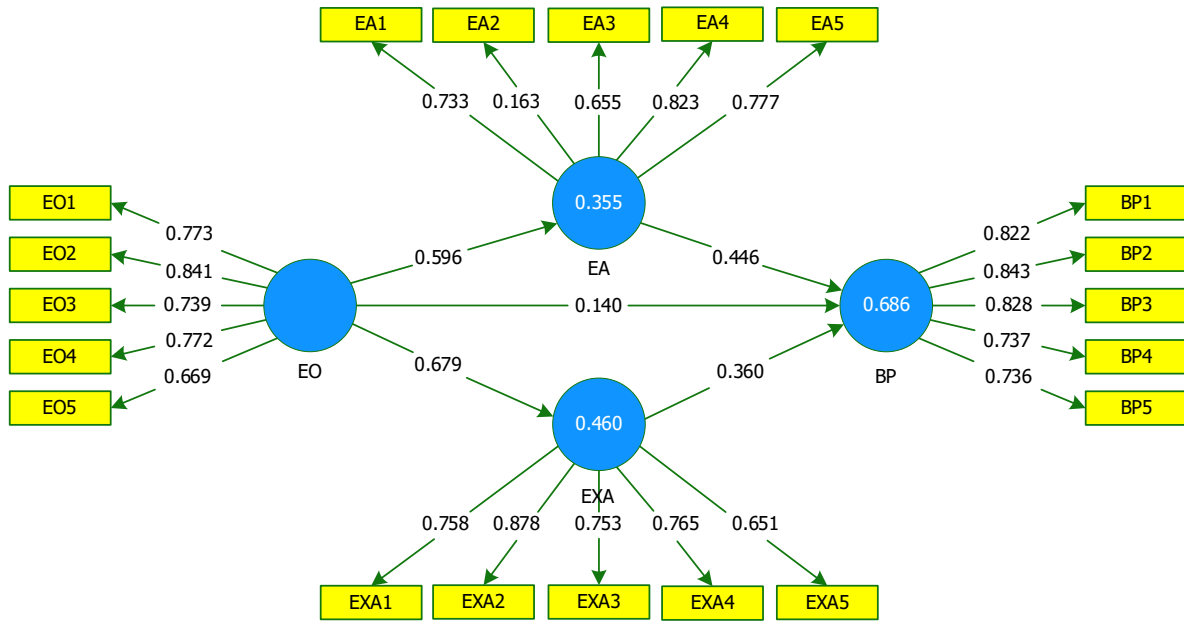 EA1 EA2 EA3 EA4 EA5
0.733 0.163 0.655 0.823 0.777
EO1
EO2
EO3
EO4
EO5
0.773
0.841
0.739
0.772
0.669
EO
0.355
EA
0.596
0.446
0.140
0.679
0.360
0.460
EXA
0.686
BP
0.822
0.843
0.828
0.737
0.736
BP1
BP2
BP3
BP4
BP5
0.758 0.878 0.753 0.765 0.651
EXA1 EXA2 EXA3 EXA4 EXA5